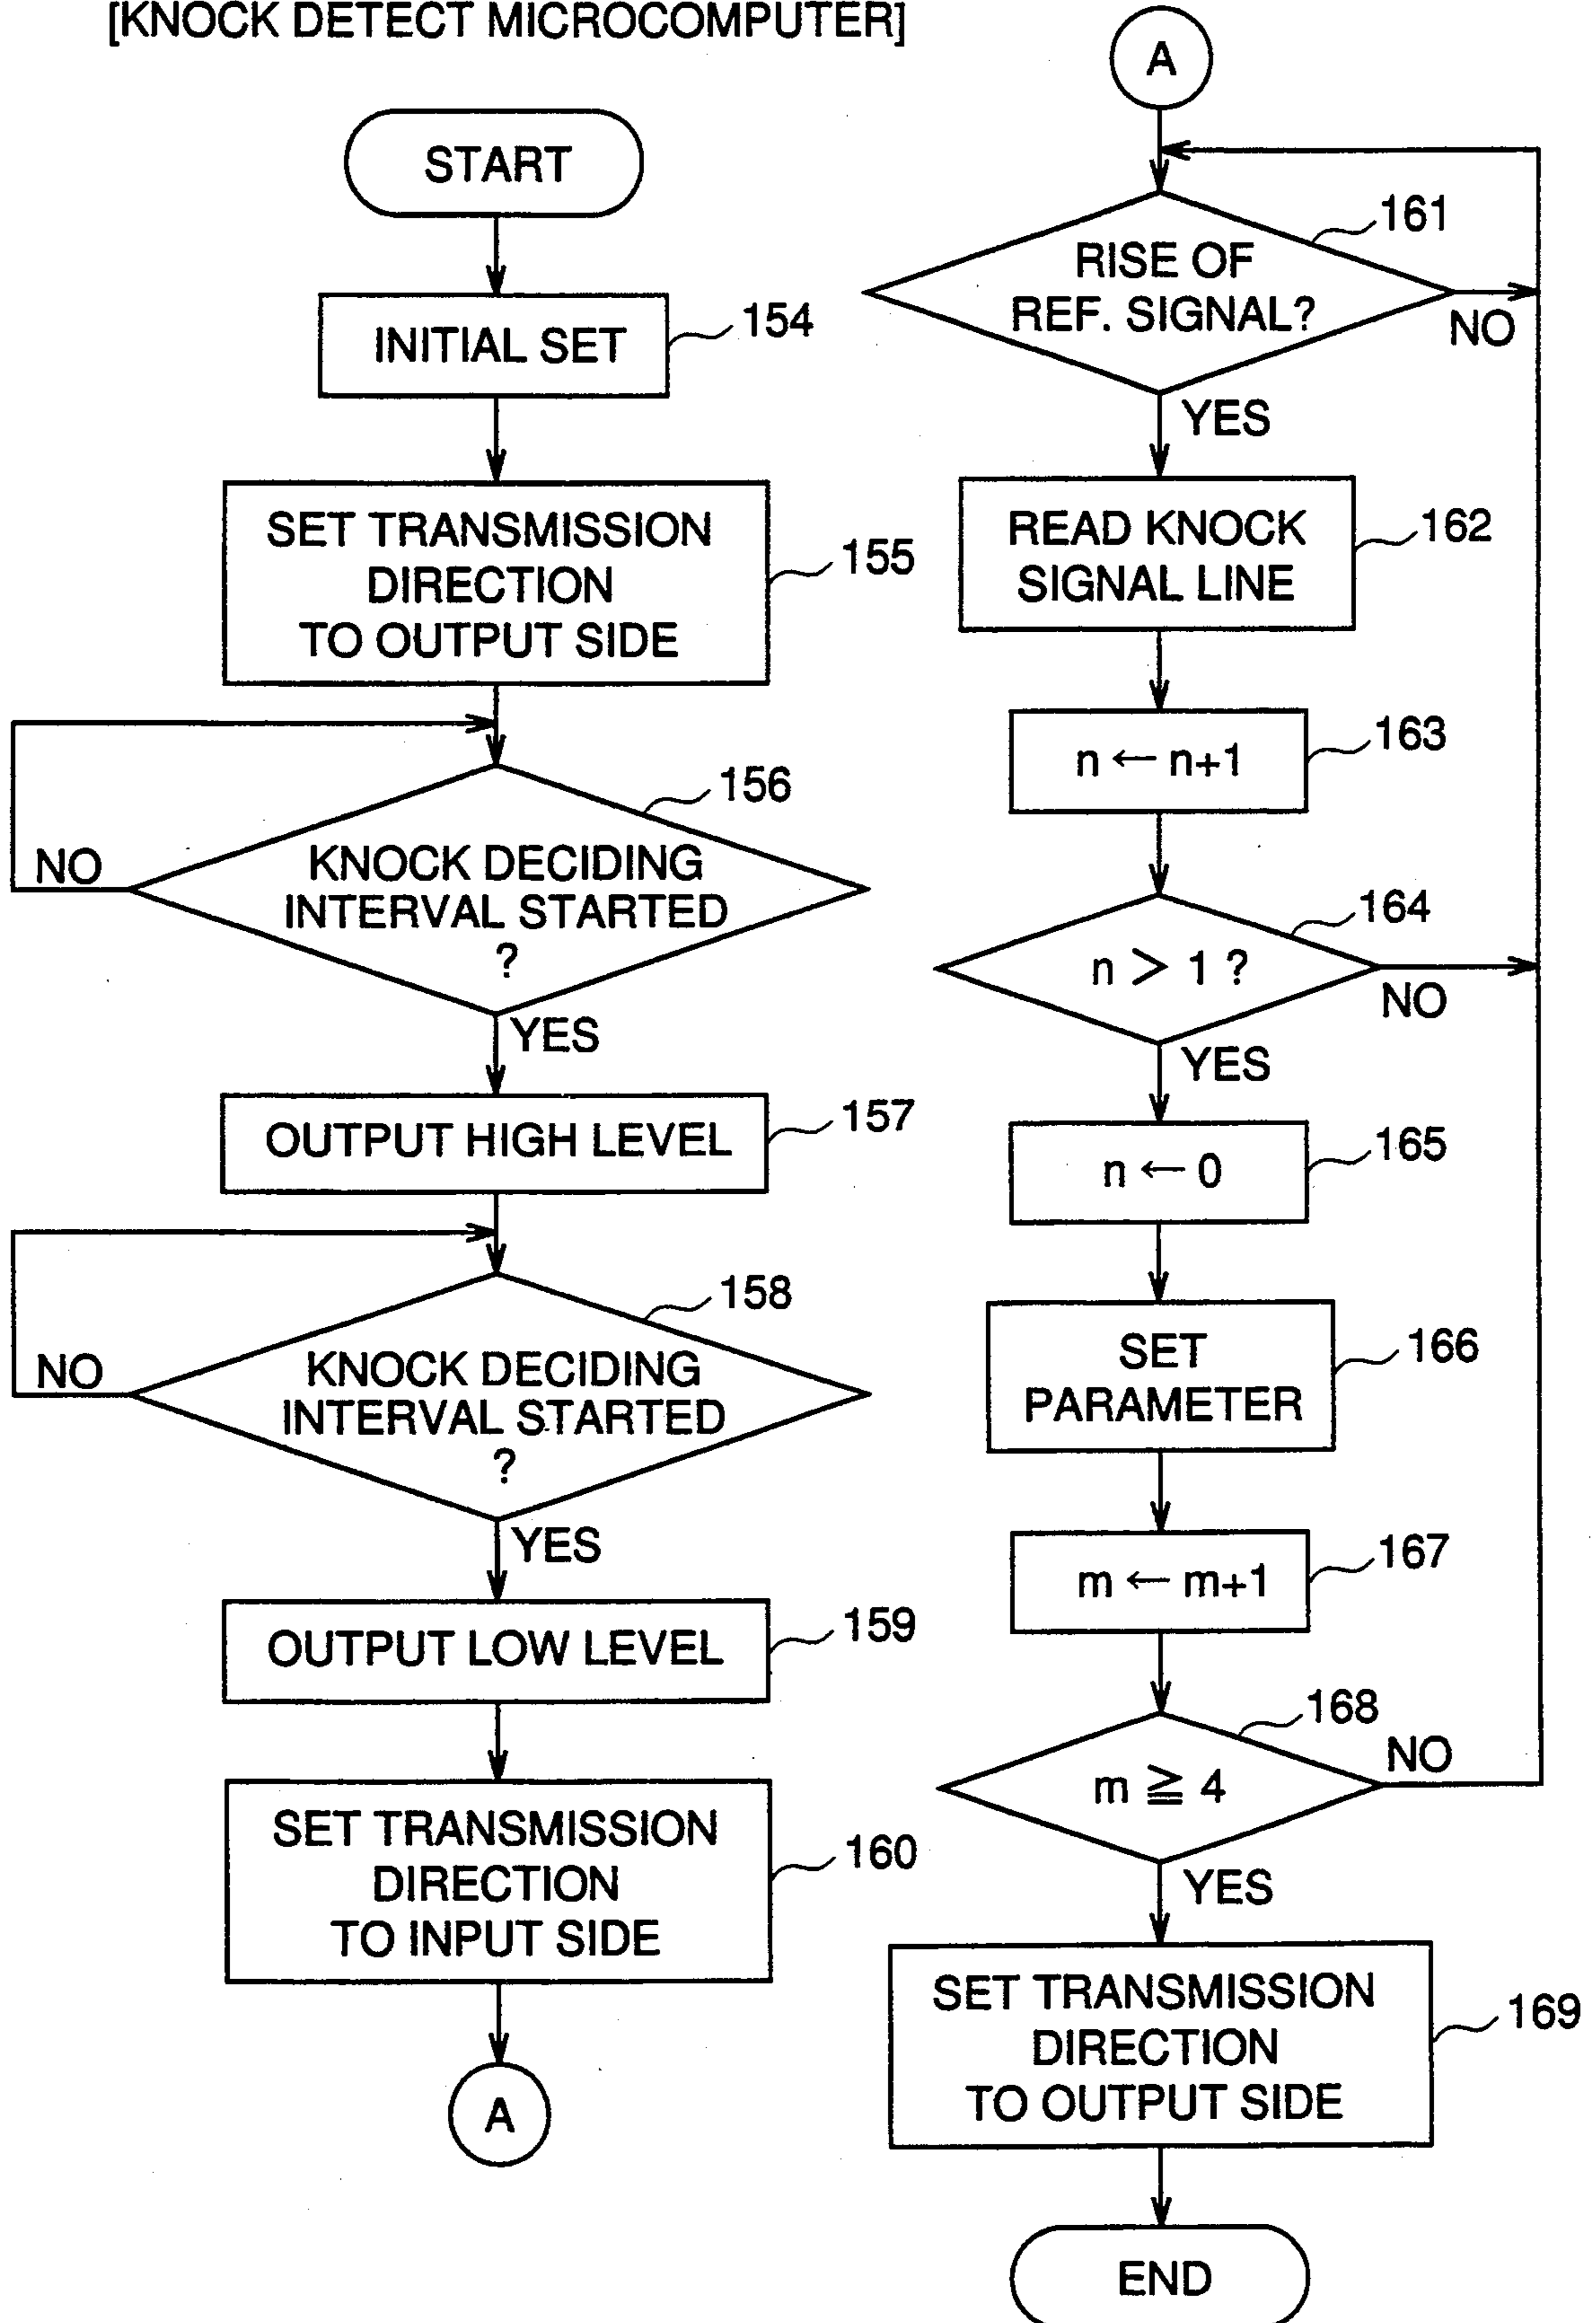 [KNOCK DETECT MICROCOMPUTER]
START
INITIAL SET
154
SET TRANSMISSION
DIRECTION
TO OUTPUT SIDE
155
156
KNOCK DECIDING
INTERVAL STARTED
?
NO
YES
OUTPUT HIGH LEVEL
157
158
KNOCK DECIDING
INTERVAL STARTED
?
NO
YES
OUTPUT LOW LEVEL
159
SET TRANSMISSION
DIRECTION
TO INPUT SIDE
160
A
A
161
RISE OF
REF. SIGNAL?
NO
YES
READ KNOCK
SIGNAL LINE
162
n ← n+1
163
164
n > 1 ?
NO
YES
n ← 0
165
SET
PARAMETER
166
m ← m+1
167
168
m ≧ 4
NO
YES
SET TRANSMISSION
DIRECTION
TO OUTPUT SIDE
169
END